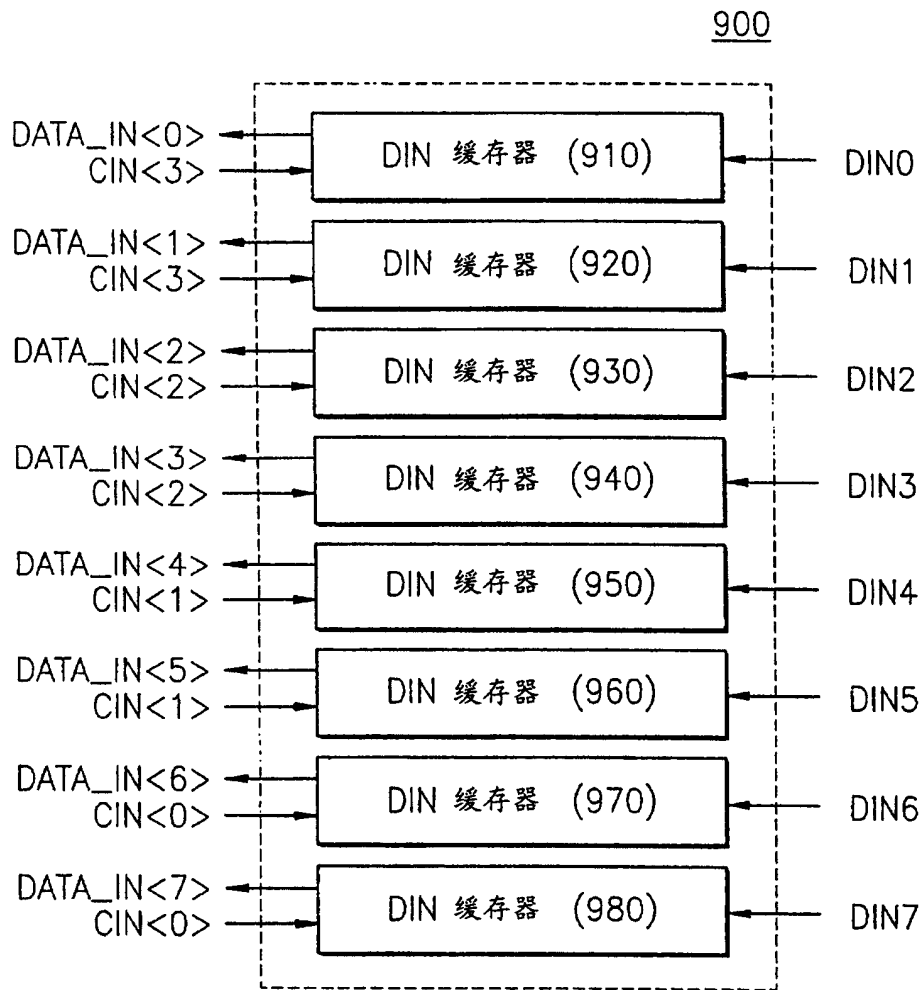 900
DATA_IN<0>
CIN<3>
DIN 缓存器 (910)
DIN0
DATA_IN<1>
CIN<3>
DIN 缓存器 (920)
DIN1
DATA_IN<2>
CIN<2>
DIN 缓存器 (930)
DIN2
DATA_IN<3>
CIN<2>
DIN 缓存器 (940)
DIN3
DATA_IN<4>
CIN<1>
DIN 缓存器 (950)
DIN4
DATA_IN<5>
CIN<1>
DIN 缓存器 (960)
DIN5
DATA_IN<6>
CIN<0>
DIN 缓存器 (970)
DIN6
DATA_IN<7>
CIN<0>
DIN 缓存器 (980)
DIN7